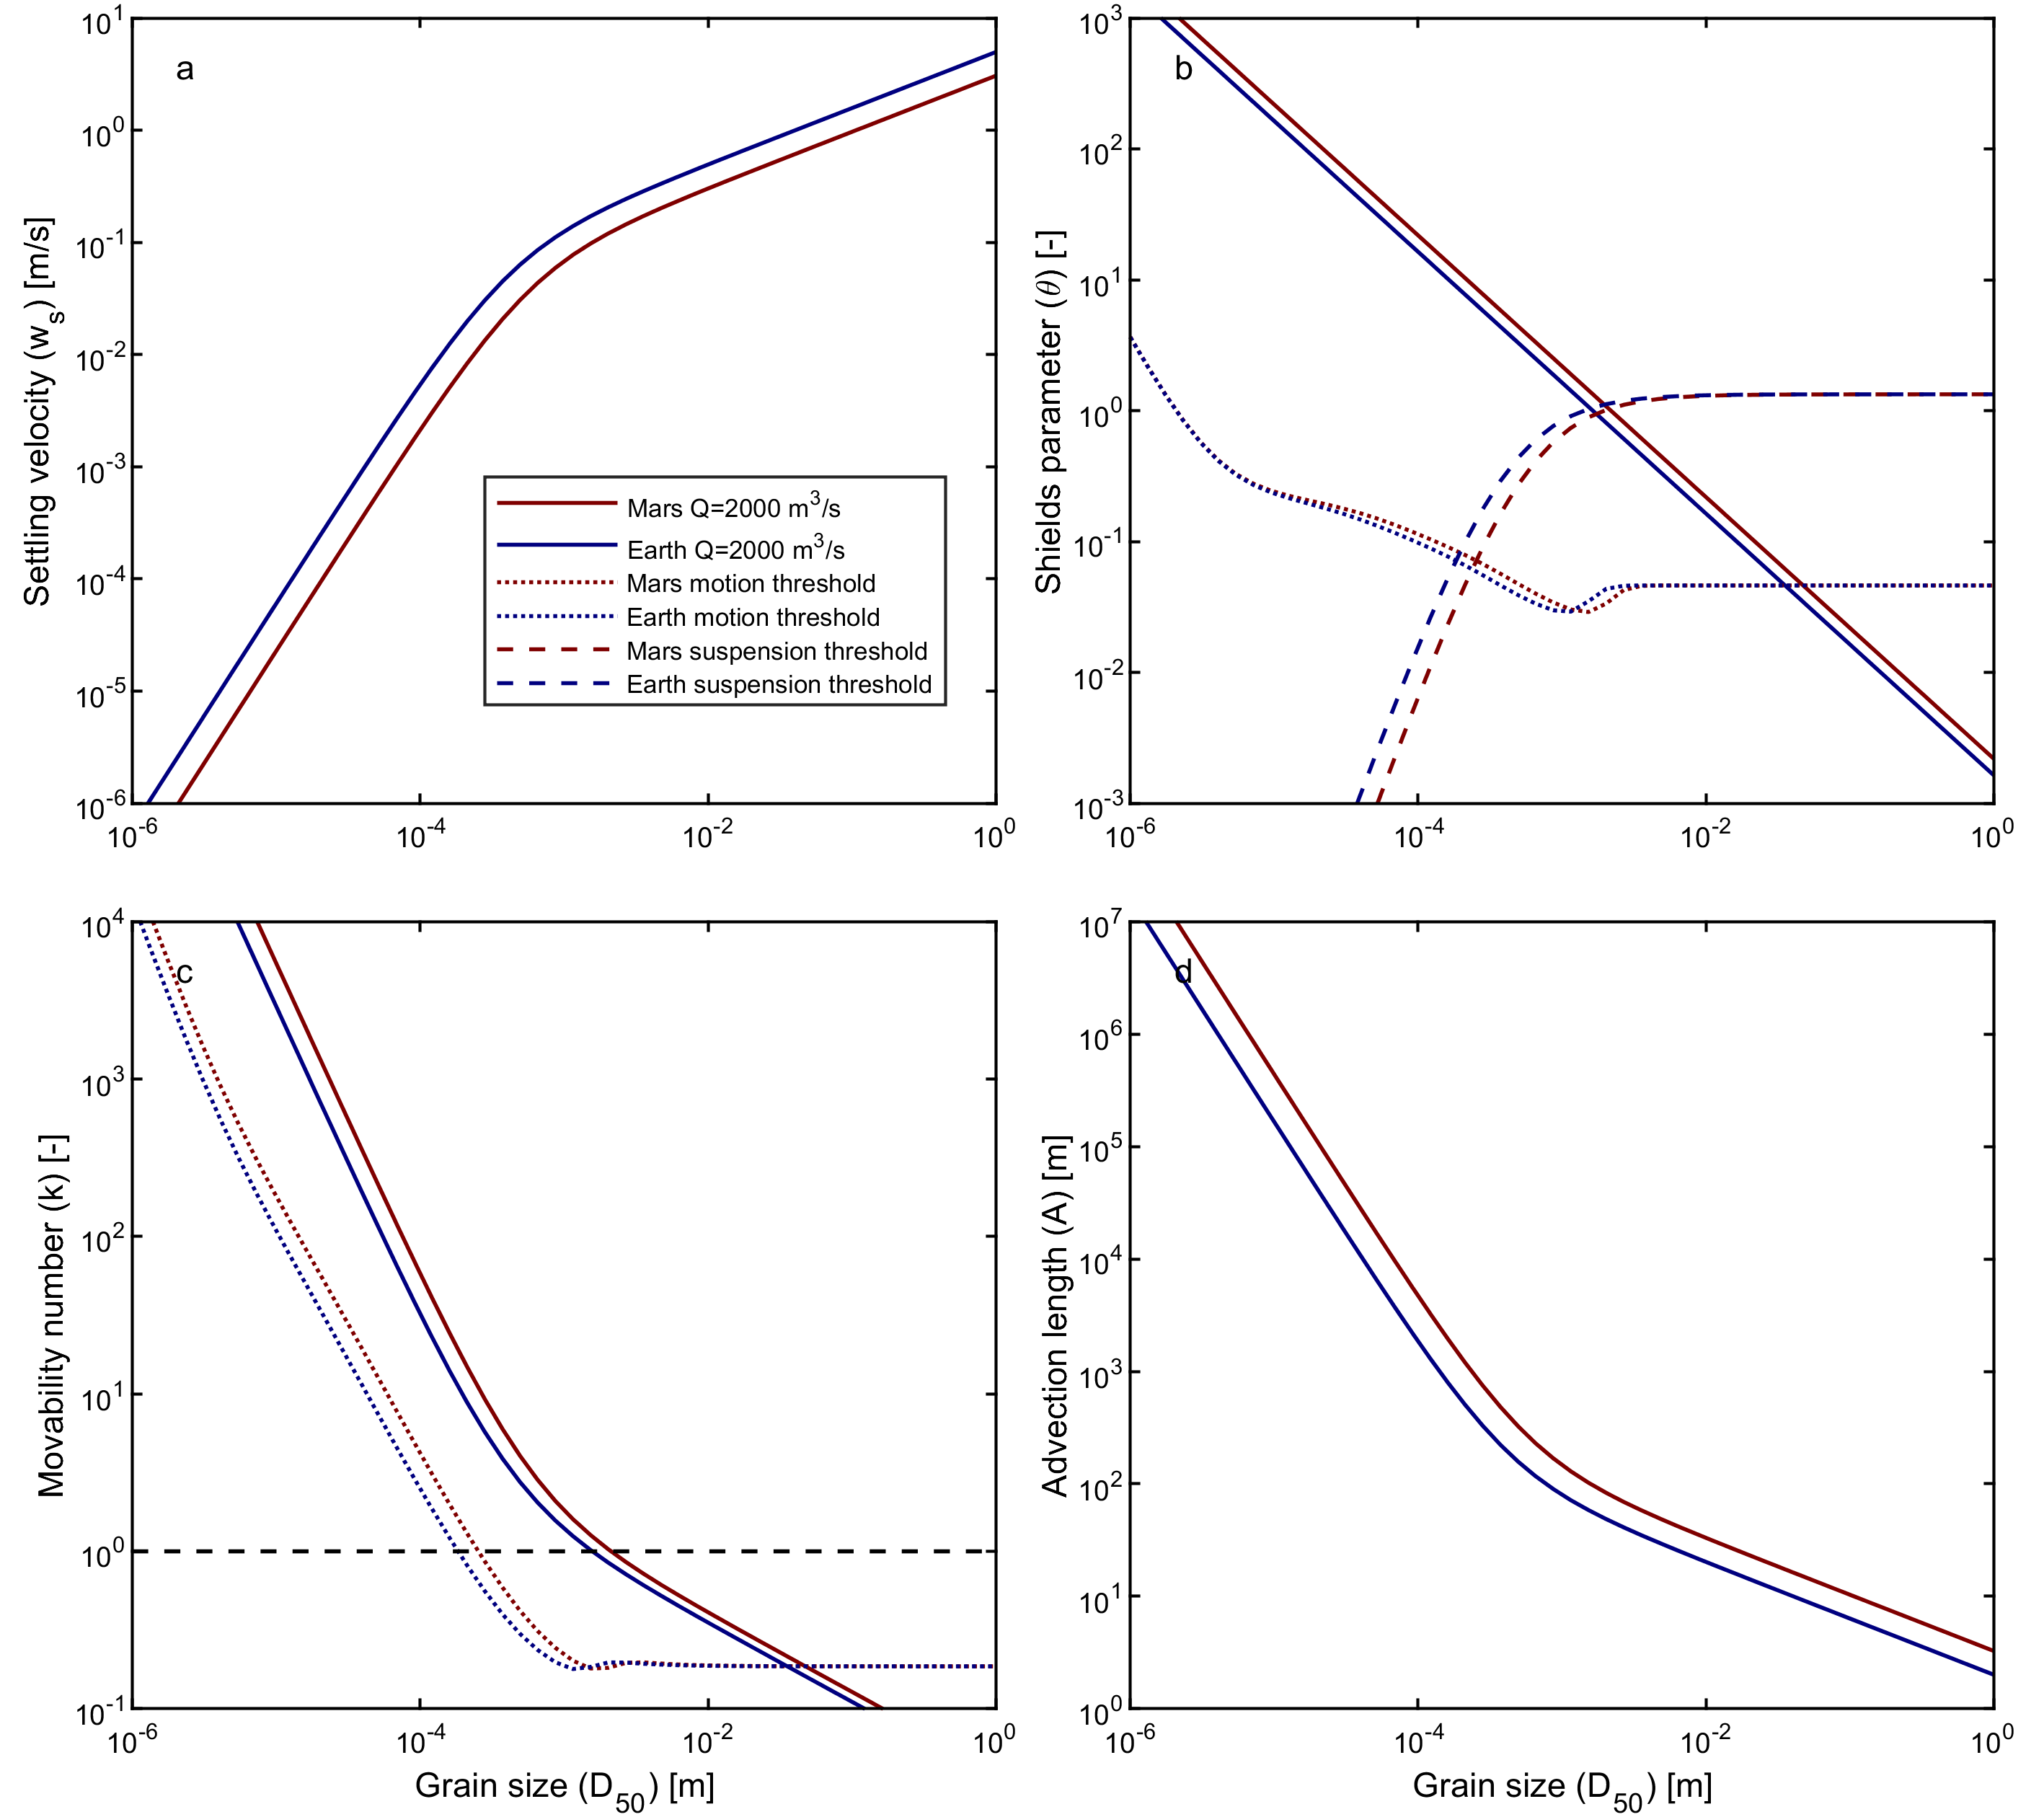 a
Settling velocity (w_s) [m/s]
10^1
10^0
10^-1
10^-2
10^-3
10^-4
10^-5
10^-6
10^-6 10^-4 10^-2 10^0
Mars Q=2000 m^3/s
Earth Q=2000 m^3/s
Mars motion threshold
Earth motion threshold
Mars suspension threshold
Earth suspension threshold
b
Shields parameter (θ) [-]
10^3
10^2
10^1
10^0
10^-1
10^-2
10^-3
10^-6 10^-4 10^-2 10^0
c
Movability number (k) [-]
10^4
10^3
10^2
10^1
10^0
10^-1
10^-6 10^-4 10^-2 10^0
Grain size (D_50) [m]
d
Advection length (A) [m]
10^7
10^6
10^5
10^4
10^3
10^2
10^1
10^0
10^-6 10^-4 10^-2 10^0
Grain size (D_50) [m]